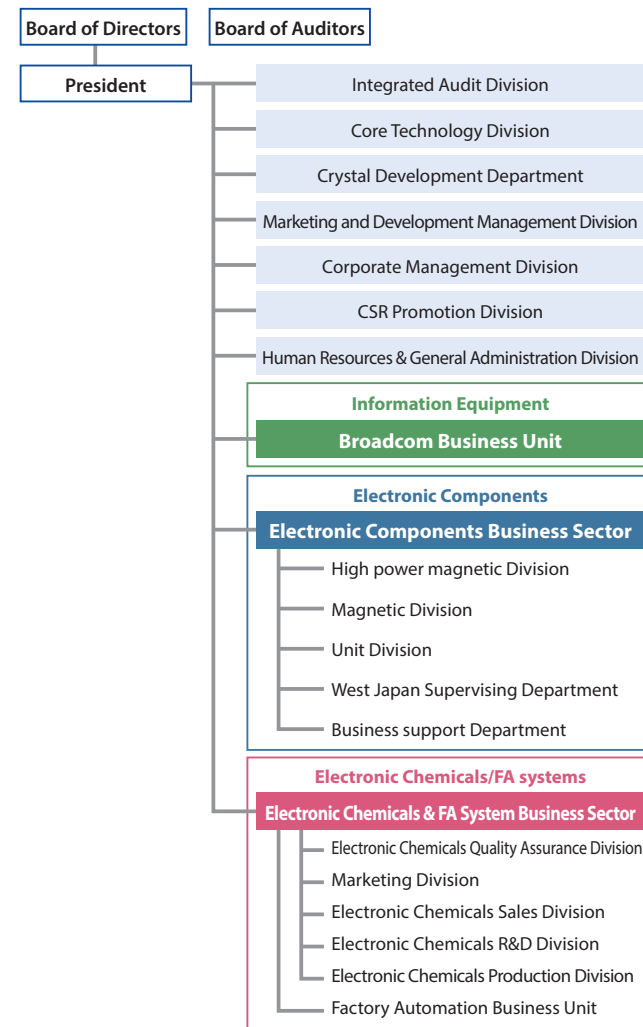 Board of Directors
Board of Auditors
President
Integrated Audit Division
Core Technology Division
Crystal Development Department
Marketing and Development Management Division
Corporate Management Division
CSR Promotion Division
Human Resources & General Administration Division
Information Equipment
Broadcom Business Unit
Electronic Components
Electronic Components Business Sector
High power magnetic Division
Magnetic Division
Unit Division
West Japan Supervising Department
Business support Department
Electronic Chemicals/FA systems
Electronic Chemicals & FA System Business Sector
Electronic Chemicals Quality Assurance Division
Marketing Division
Electronic Chemicals Sales Division
Electronic Chemicals R&D Division
Electronic Chemicals Production Division
Factory Automation Business Unit